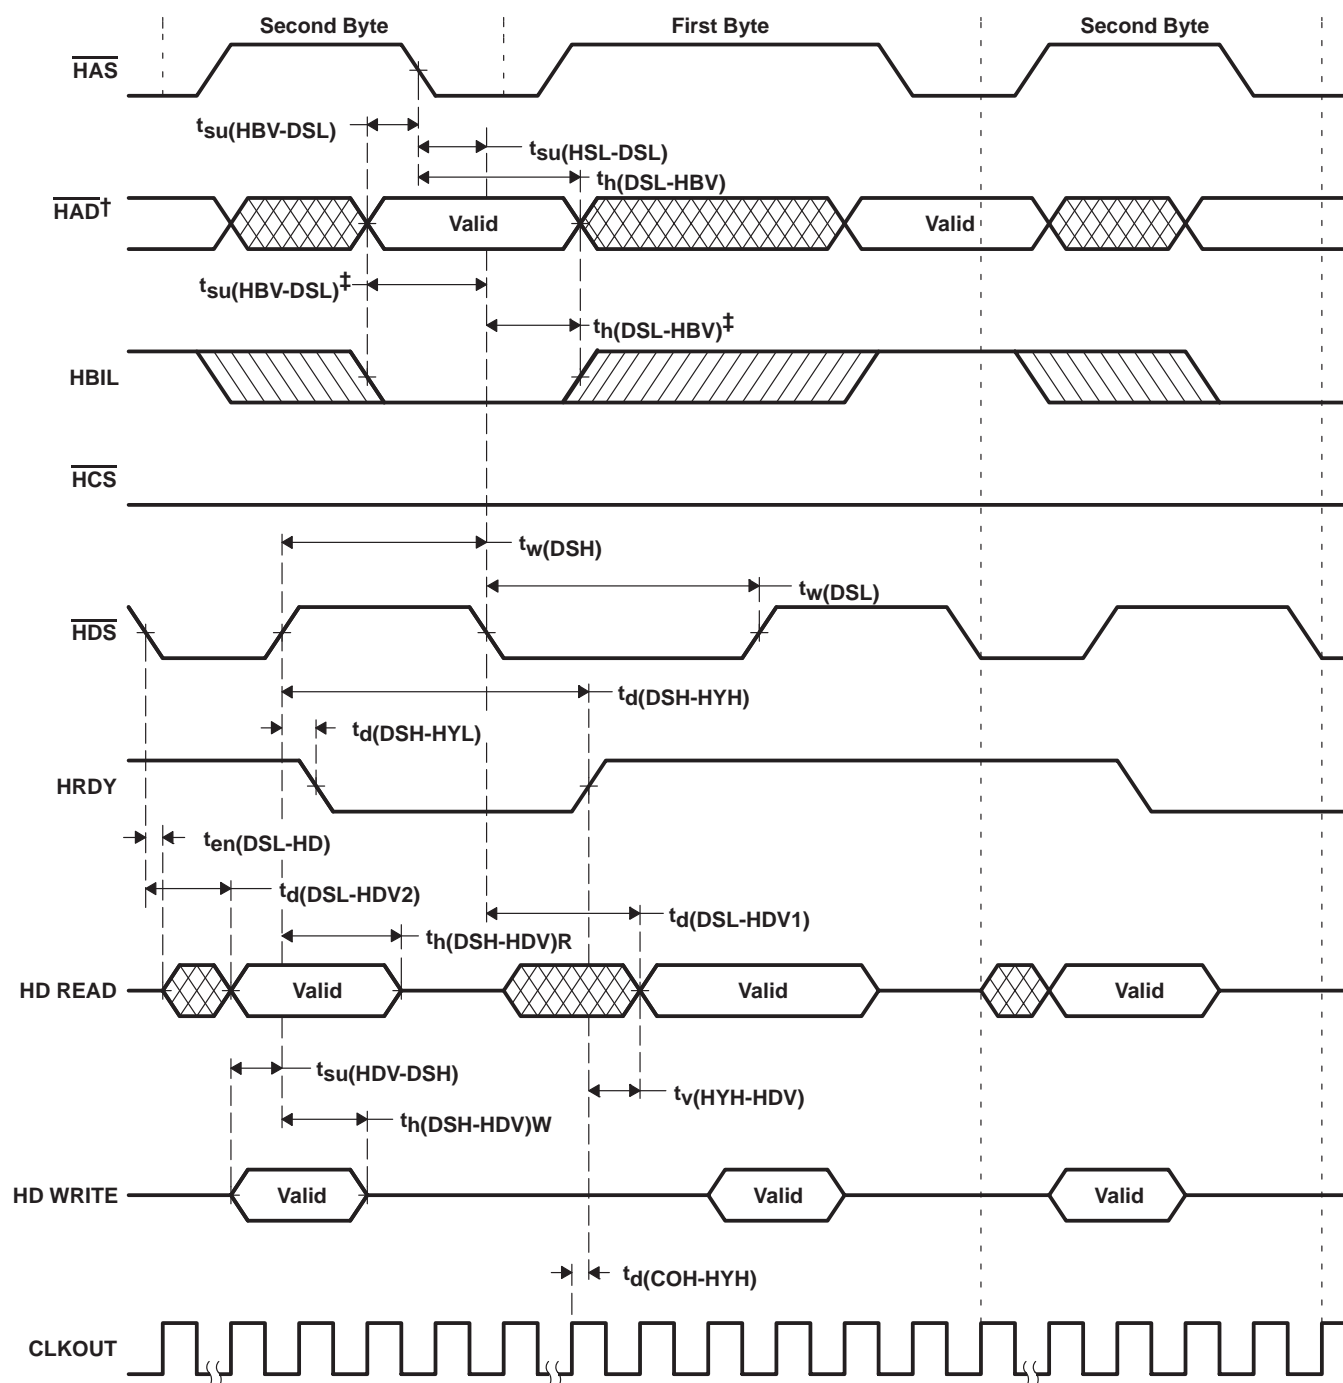 Second Byte First Byte Second Byte
HAS
tsu(HBV-DSL)
tsu(HSL-DSL)
th(DSL-HBV)
HAD†
Valid Valid
tsu(HBV-DSL)‡
th(DSL-HBV)‡
HBIL
HCS
tw(DSH)
tw(DSL)
HDS
td(DSH-HYH)
td(DSH-HYL)
HRDY
ten(DSL-HD)
td(DSL-HDV2)
td(DSL-HDV1)
th(DSH-HDV)R
HD READ Valid Valid Valid
tsu(HDV-DSH)
tv(HYH-HDV)
th(DSH-HDV)W
HD WRITE Valid Valid Valid
td(COH-HYH)
CLKOUT